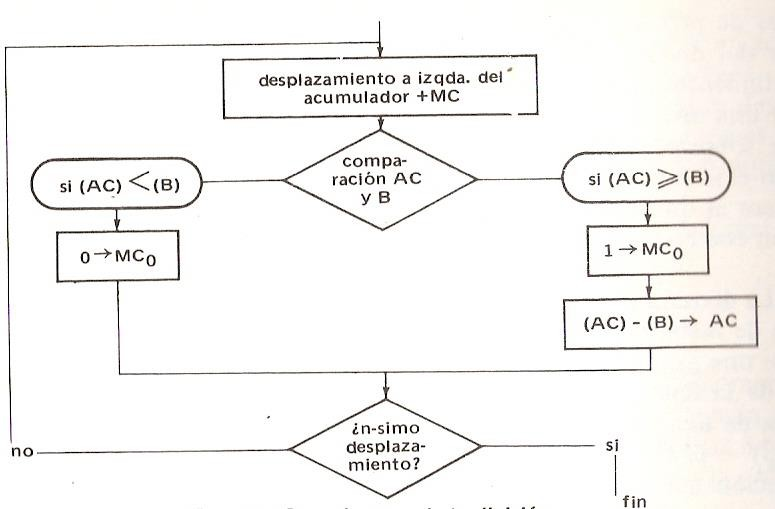 desplazamiento a izqda. del
acumulador +MC
compa-
ración AC
y B
si (AC) < (B)
si (AC) ⩾ (B)
0→MC₀
1→MC₀
(AC) - (B) → AC
¿n-simo
desplaza-
miento?
no
si
fin